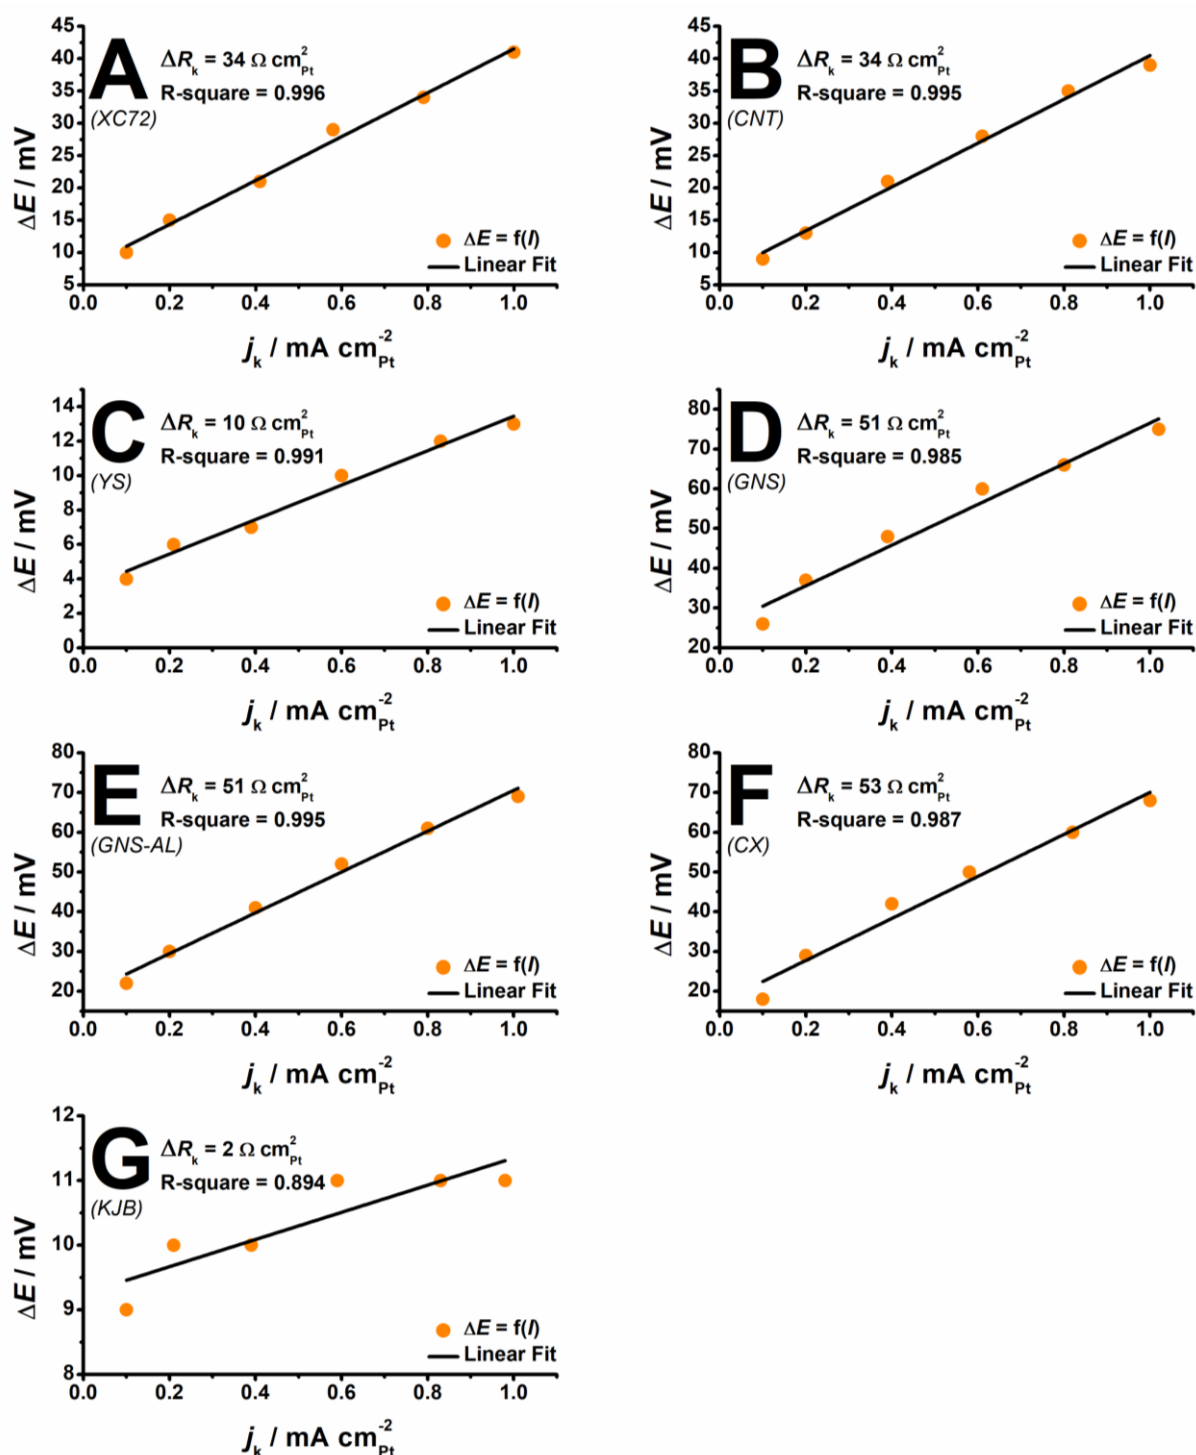 A
(XC72)
ΔRk = 34 Ω cm²Pt
R-square = 0.996
45
40
35
30
25
20
15
10
5
ΔE / mV
ΔE = f(I)
Linear Fit
0.0 0.2 0.4 0.6 0.8 1.0
jk / mA cm-2Pt
B
(CNT)
ΔRk = 34 Ω cm²Pt
R-square = 0.995
45
40
35
30
25
20
15
10
5
ΔE / mV
ΔE = f(I)
Linear Fit
0.0 0.2 0.4 0.6 0.8 1.0
jk / mA cm-2Pt
C
(YS)
ΔRk = 10 Ω cm²Pt
R-square = 0.991
14
12
10
8
6
4
2
0
ΔE / mV
ΔE = f(I)
Linear Fit
0.0 0.2 0.4 0.6 0.8 1.0
jk / mA cm-2Pt
D
(GNS)
ΔRk = 51 Ω cm²Pt
R-square = 0.985
80
70
60
50
40
30
20
ΔE / mV
ΔE = f(I)
Linear Fit
0.0 0.2 0.4 0.6 0.8 1.0
jk / mA cm-2Pt
E
(GNS-AL)
ΔRk = 51 Ω cm²Pt
R-square = 0.995
80
70
60
50
40
30
20
ΔE / mV
ΔE = f(I)
Linear Fit
0.0 0.2 0.4 0.6 0.8 1.0
jk / mA cm-2Pt
F
(CX)
ΔRk = 53 Ω cm²Pt
R-square = 0.987
80
70
60
50
40
30
20
ΔE / mV
ΔE = f(I)
Linear Fit
0.0 0.2 0.4 0.6 0.8 1.0
jk / mA cm-2Pt
G
(KJB)
ΔRk = 2 Ω cm²Pt
R-square = 0.894
12
11
10
9
8
ΔE / mV
ΔE = f(I)
Linear Fit
0.0 0.2 0.4 0.6 0.8 1.0
jk / mA cm-2Pt